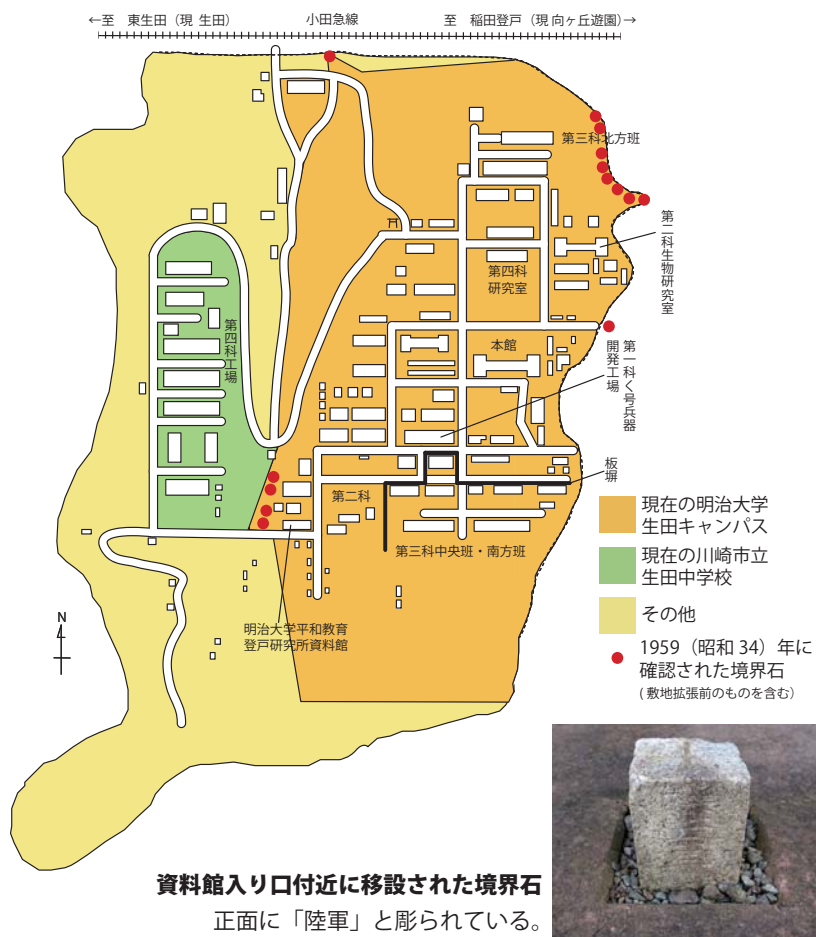 ←至 東生田（現 生田）
小田急線
至 稲田登戸（現 向ヶ丘遊園）→
第三科北方班
第二科生物研究室
第四科
研究室
第四科工場
本館
第一科く号兵器
開発工場
板塀
第二科
第三科中央班・南方班
明治大学平和教育
登戸研究所資料館
N
現在の明治大学
生田キャンパス
現在の川崎市立
生田中学校
その他
1959（昭和 34）年に
確認された境界石
( 敷地拡張前のものを含む）
資料館入り口付近に移設された境界石
正面に「陸軍」と彫られている。